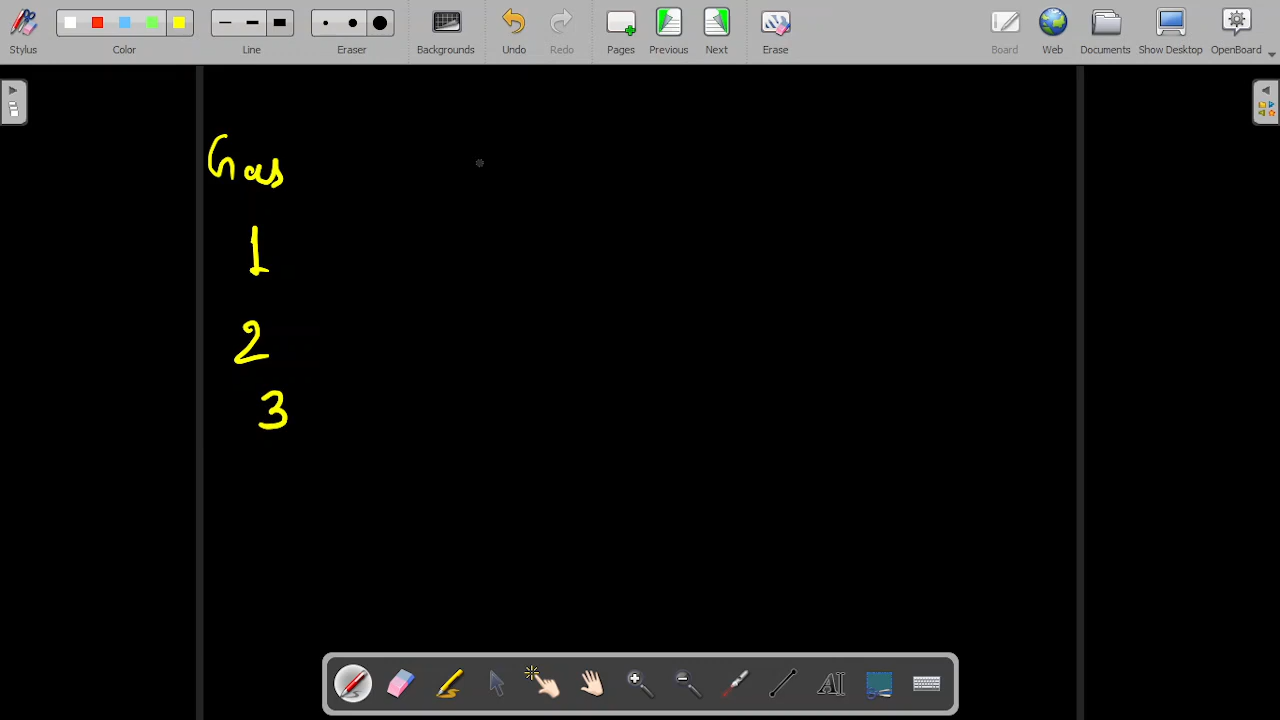 Stylus Color Line Eraser Backgrounds Undo Redo Pages Previous Next Erase Board Web Documents Show Desktop OpenBoard
Gas
1
2
3